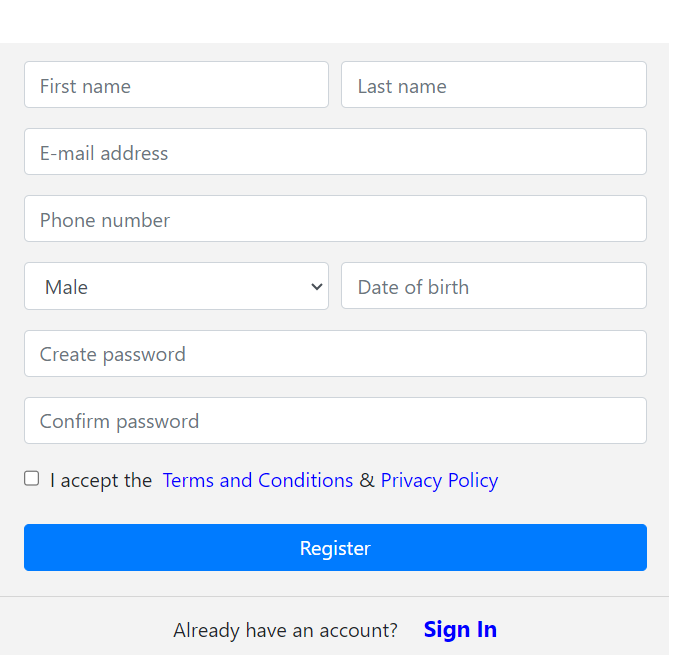 First name Last name
E-mail address
Phone number
Male Date of birth
Create password
Confirm password
I accept the Terms and Conditions & Privacy Policy
Register
Already have an account? Sign In